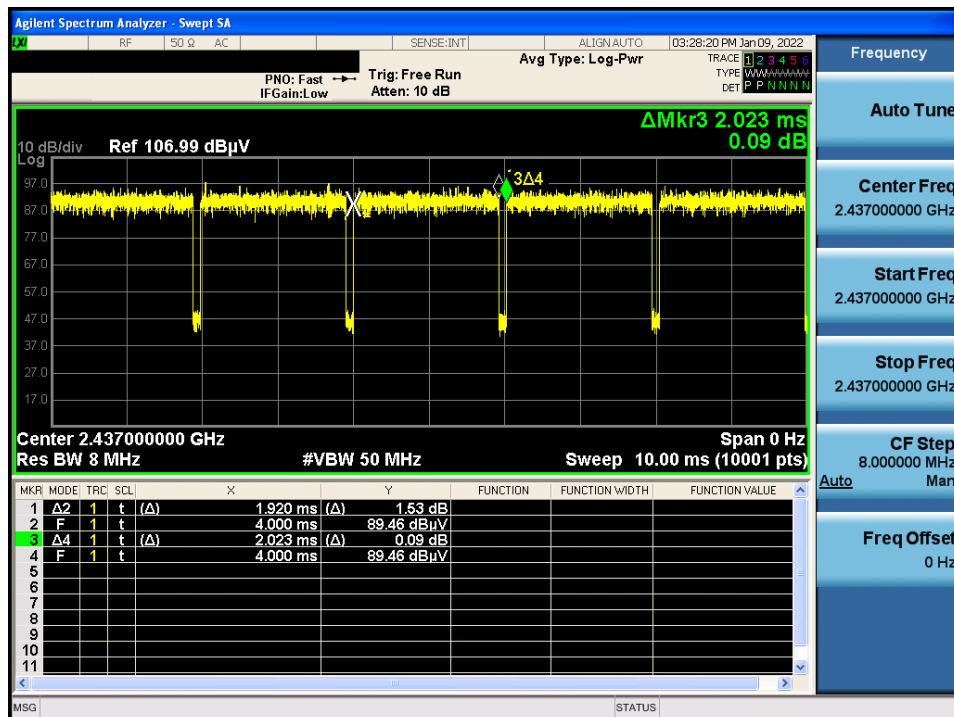 Agilent Spectrum Analyzer - Swept SA
LXI RF 50 Ω AC SENSE:INT ALIGN AUTO 03:28:20 PM Jan 09, 2022
Frequency
Avg Type: Log-Pwr TRACE 1 2 3 4 5 6
PNO: Fast Trig: Free Run TYPE
IFGain:Low Atten: 10 dB DET P P N N N N
Auto Tune
ΔMkr3 2.023 ms
0.09 dB
10 dB/div Ref 106.99 dBµV
Log
3Δ4
97.0
87.0
77.0
67.0
57.0
47.0
37.0
27.0
17.0
Center Freq
2.437000000 GHz
Start Freq
2.437000000 GHz
Stop Freq
2.437000000 GHz
Center 2.437000000 GHz Span 0 Hz
Res BW 8 MHz #VBW 50 MHz Sweep 10.00 ms (10001 pts)
CF Step
8.000000 MHz
Auto Man
MKR MODE TRC SCL X Y FUNCTION FUNCTION WIDTH FUNCTION VALUE
1 Δ2 1 t (Δ) 1.920 ms (Δ) 1.53 dB
2 F 1 t 4.000 ms 89.46 dBµV
3 Δ4 1 t (Δ) 2.023 ms (Δ) 0.09 dB
4 F 1 t 4.000 ms 89.46 dBµV
5
6
7
8
9
10
11
Freq Offset
0 Hz
MSG STATUS